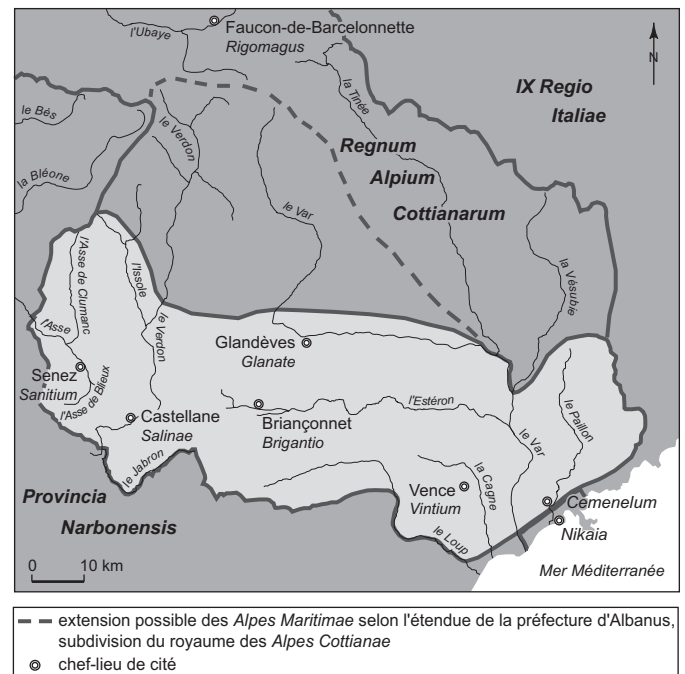 l'Ubaye
Faucon-de-Barcelonnette
Rigomagus
N
IX Regio
Italiae
la Tinée
le Bès
le Verdon
la Bléone
Regnum
Alpium
Cottianarum
le Var
la Vésubie
l'Asse de Clumanc
l'Issole
l'Asse
le Verdon
Glandèves
Glanate
Senez
Sanitium
l'Asse de Blieux
Castellane
Salinae
Briançonnet
Brigantio
l'Estéron
le Var
le Paillon
le Jabron
Vence
Vintium
la Cagne
Cemenelum
Nikaia
le Loup
Provincia
Narbonensis
0 10 km
Mer Méditerranée
extension possible des Alpes Maritimae selon l'étendue de la préfecture d'Albanus,
subdivision du royaume des Alpes Cottianae
chef-lieu de cité